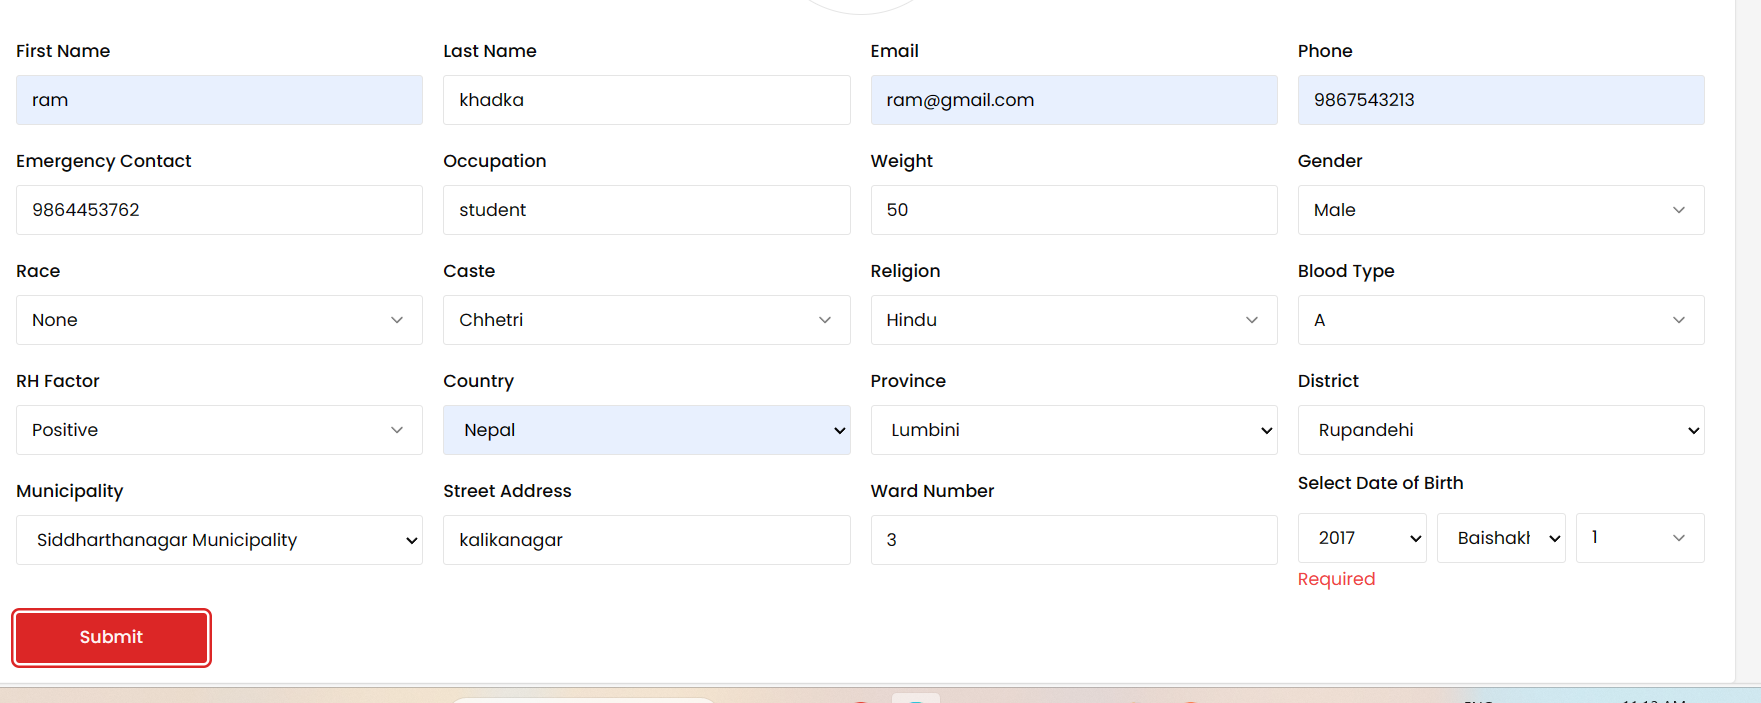 First Name Last Name Email Phone
ram khadka ram@gmail.com 9867543213
Emergency Contact Occupation Weight Gender
9864453762 student 50 Male
Race Caste Religion Blood Type
None Chhetri Hindu A
RH Factor Country Province District
Positive Nepal Lumbini Rupandehi
Municipality Street Address Ward Number Select Date of Birth
Siddharthanagar Municipality kalikanagar 3 2017 Baishakh 1
Required
Submit